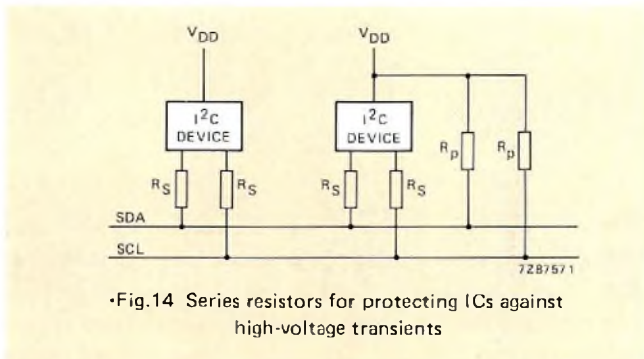 VDD VDD
I²C DEVICE I²C DEVICE
Rp Rp
RS RS RS RS
SDA
SCL
7Z87571
•Fig.14 Series resistors for protecting ICs against
high-voltage transients